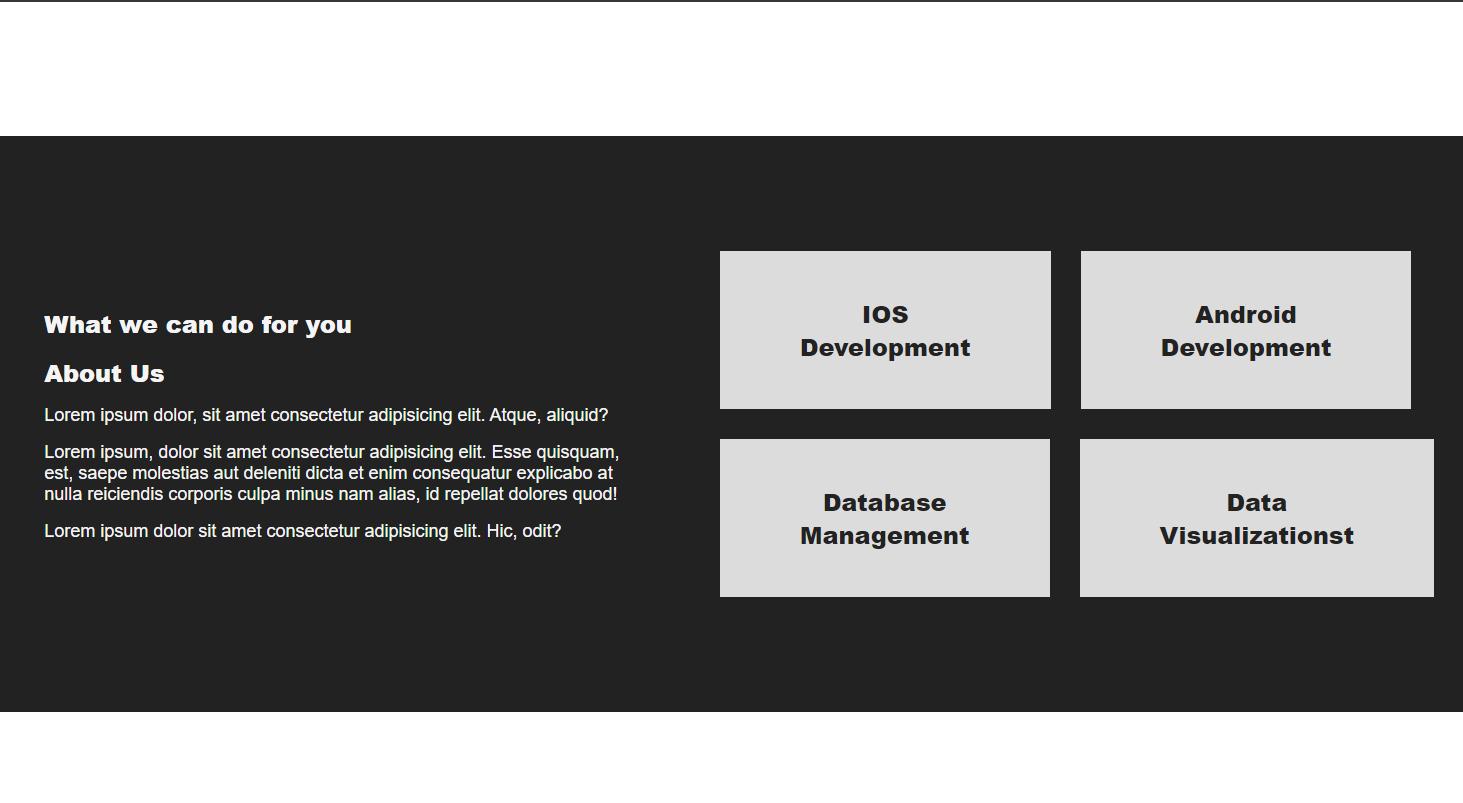 What we can do for you
About Us
Lorem ipsum dolor, sit amet consectetur adipisicing elit. Atque, aliquid?
Lorem ipsum, dolor sit amet consectetur adipisicing elit. Esse quisquam,
est, saepe molestias aut deleniti dicta et enim consequatur explicabo at
nulla reiciendis corporis culpa minus nam alias, id repellat dolores quod!
Lorem ipsum dolor sit amet consectetur adipisicing elit. Hic, odit?
IOS
Development
Android
Development
Database
Management
Data
Visualizationst